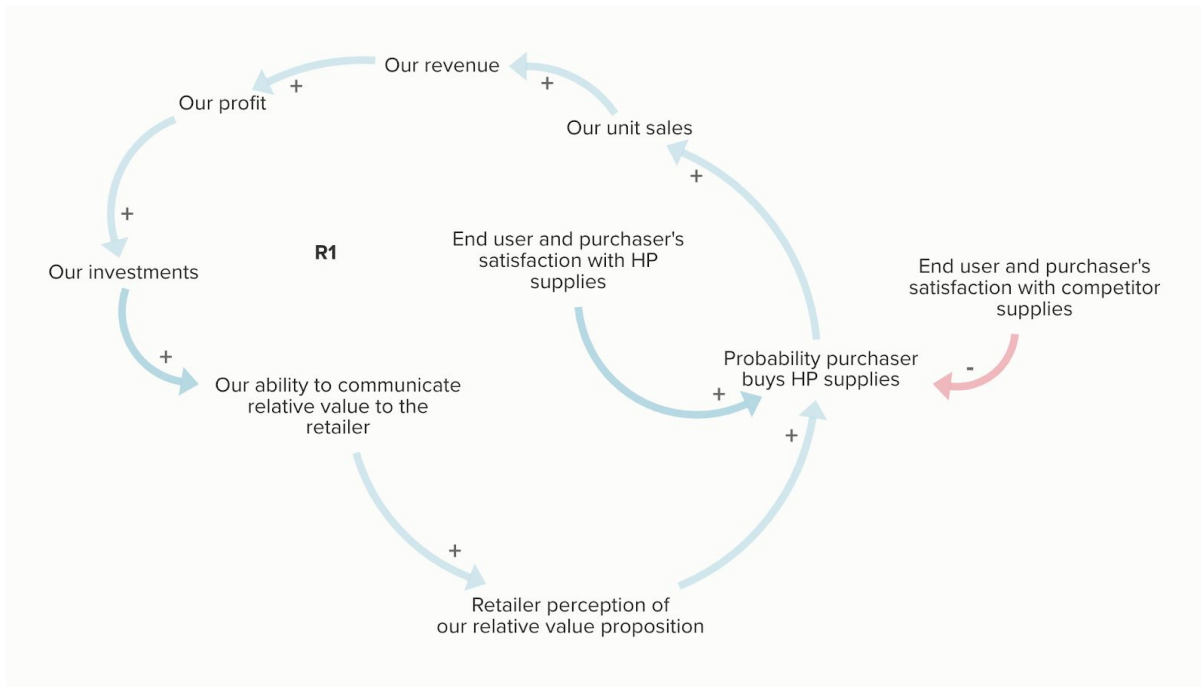 Our revenue
+
+
Our profit
Our unit sales
+
+
R1
End user and purchaser's
satisfaction with HP
supplies
Our investments
End user and purchaser's
satisfaction with competitor
supplies
+
Probability purchaser
buys HP supplies
-
+
Our ability to communicate
relative value to the
retailer
+
+
Retailer perception of
our relative value proposition